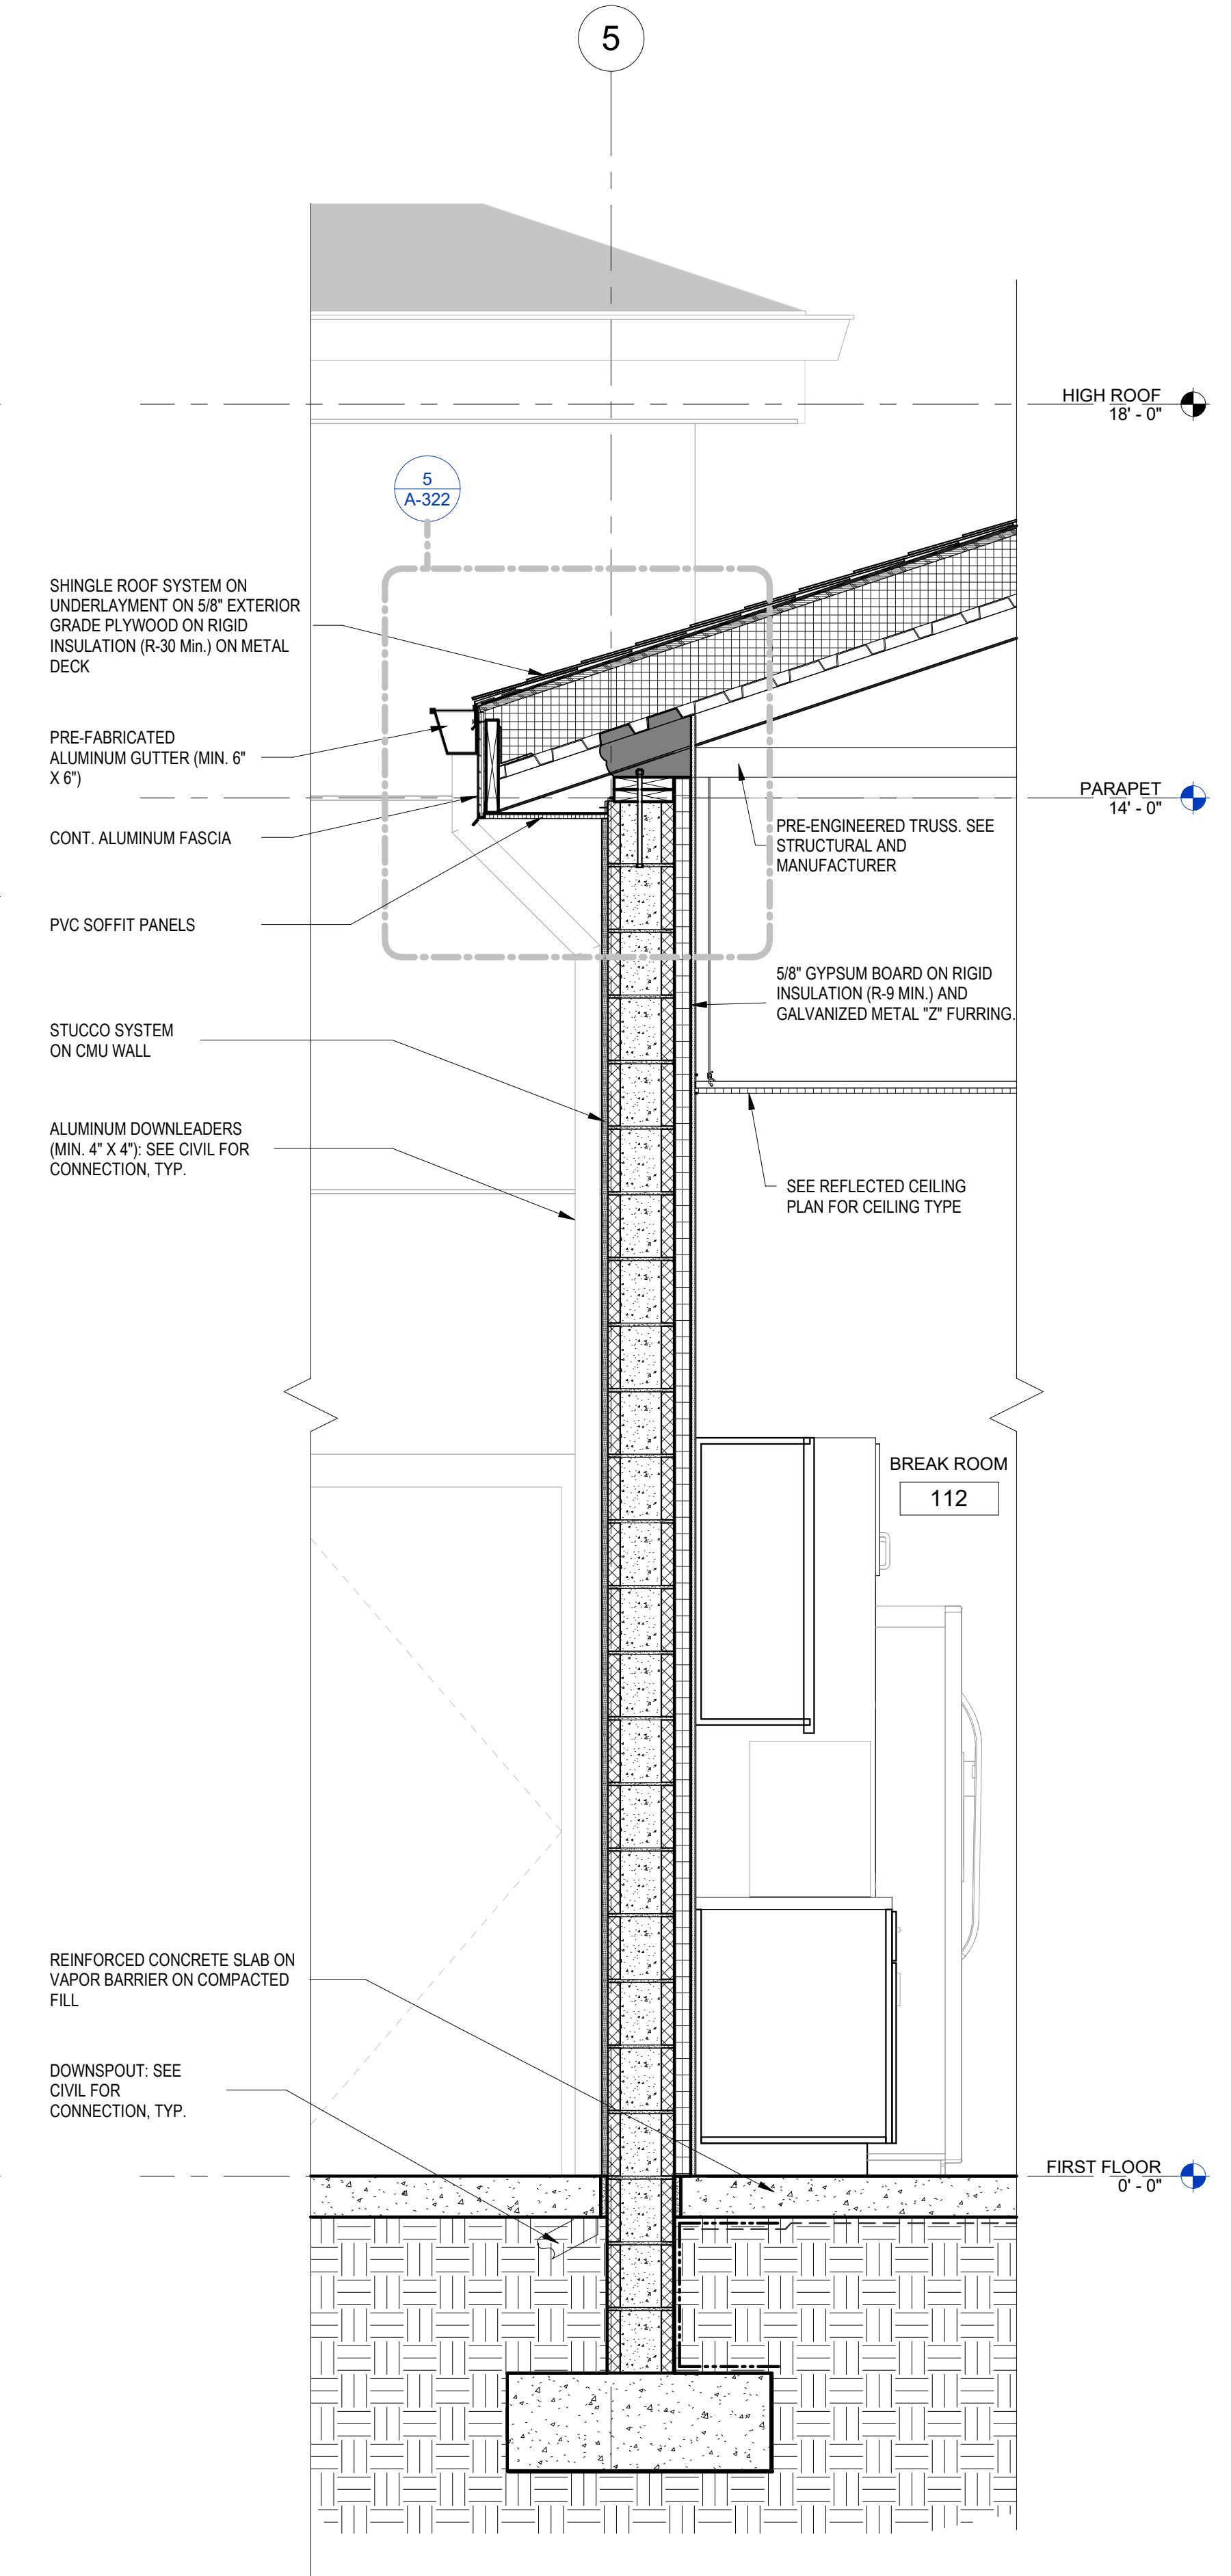 5
HIGH ROOF
18' - 0"
5
A-322
SHINGLE ROOF SYSTEM ON
UNDERLAYMENT ON 5/8" EXTERIOR
GRADE PLYWOOD ON RIGID
INSULATION (R-30 Min.) ON METAL
DECK
PRE-FABRICATED
ALUMINUM GUTTER (MIN. 6"
X 6")
PARAPET
14' - 0"
CONT. ALUMINUM FASCIA
PRE-ENGINEERED TRUSS. SEE
STRUCTURAL AND
MANUFACTURER
PVC SOFFIT PANELS
5/8" GYPSUM BOARD ON RIGID
INSULATION (R-9 MIN.) AND
GALVANIZED METAL "Z" FURRING.
STUCCO SYSTEM
ON CMU WALL
ALUMINUM DOWNLEADERS
(MIN. 4" X 4"): SEE CIVIL FOR
CONNECTION, TYP.
SEE REFLECTED CEILING
PLAN FOR CEILING TYPE
BREAK ROOM
112
REINFORCED CONCRETE SLAB ON
VAPOR BARRIER ON COMPACTED
FILL
DOWNSPOUT: SEE
CIVIL FOR
CONNECTION, TYP.
FIRST FLOOR
0' - 0"